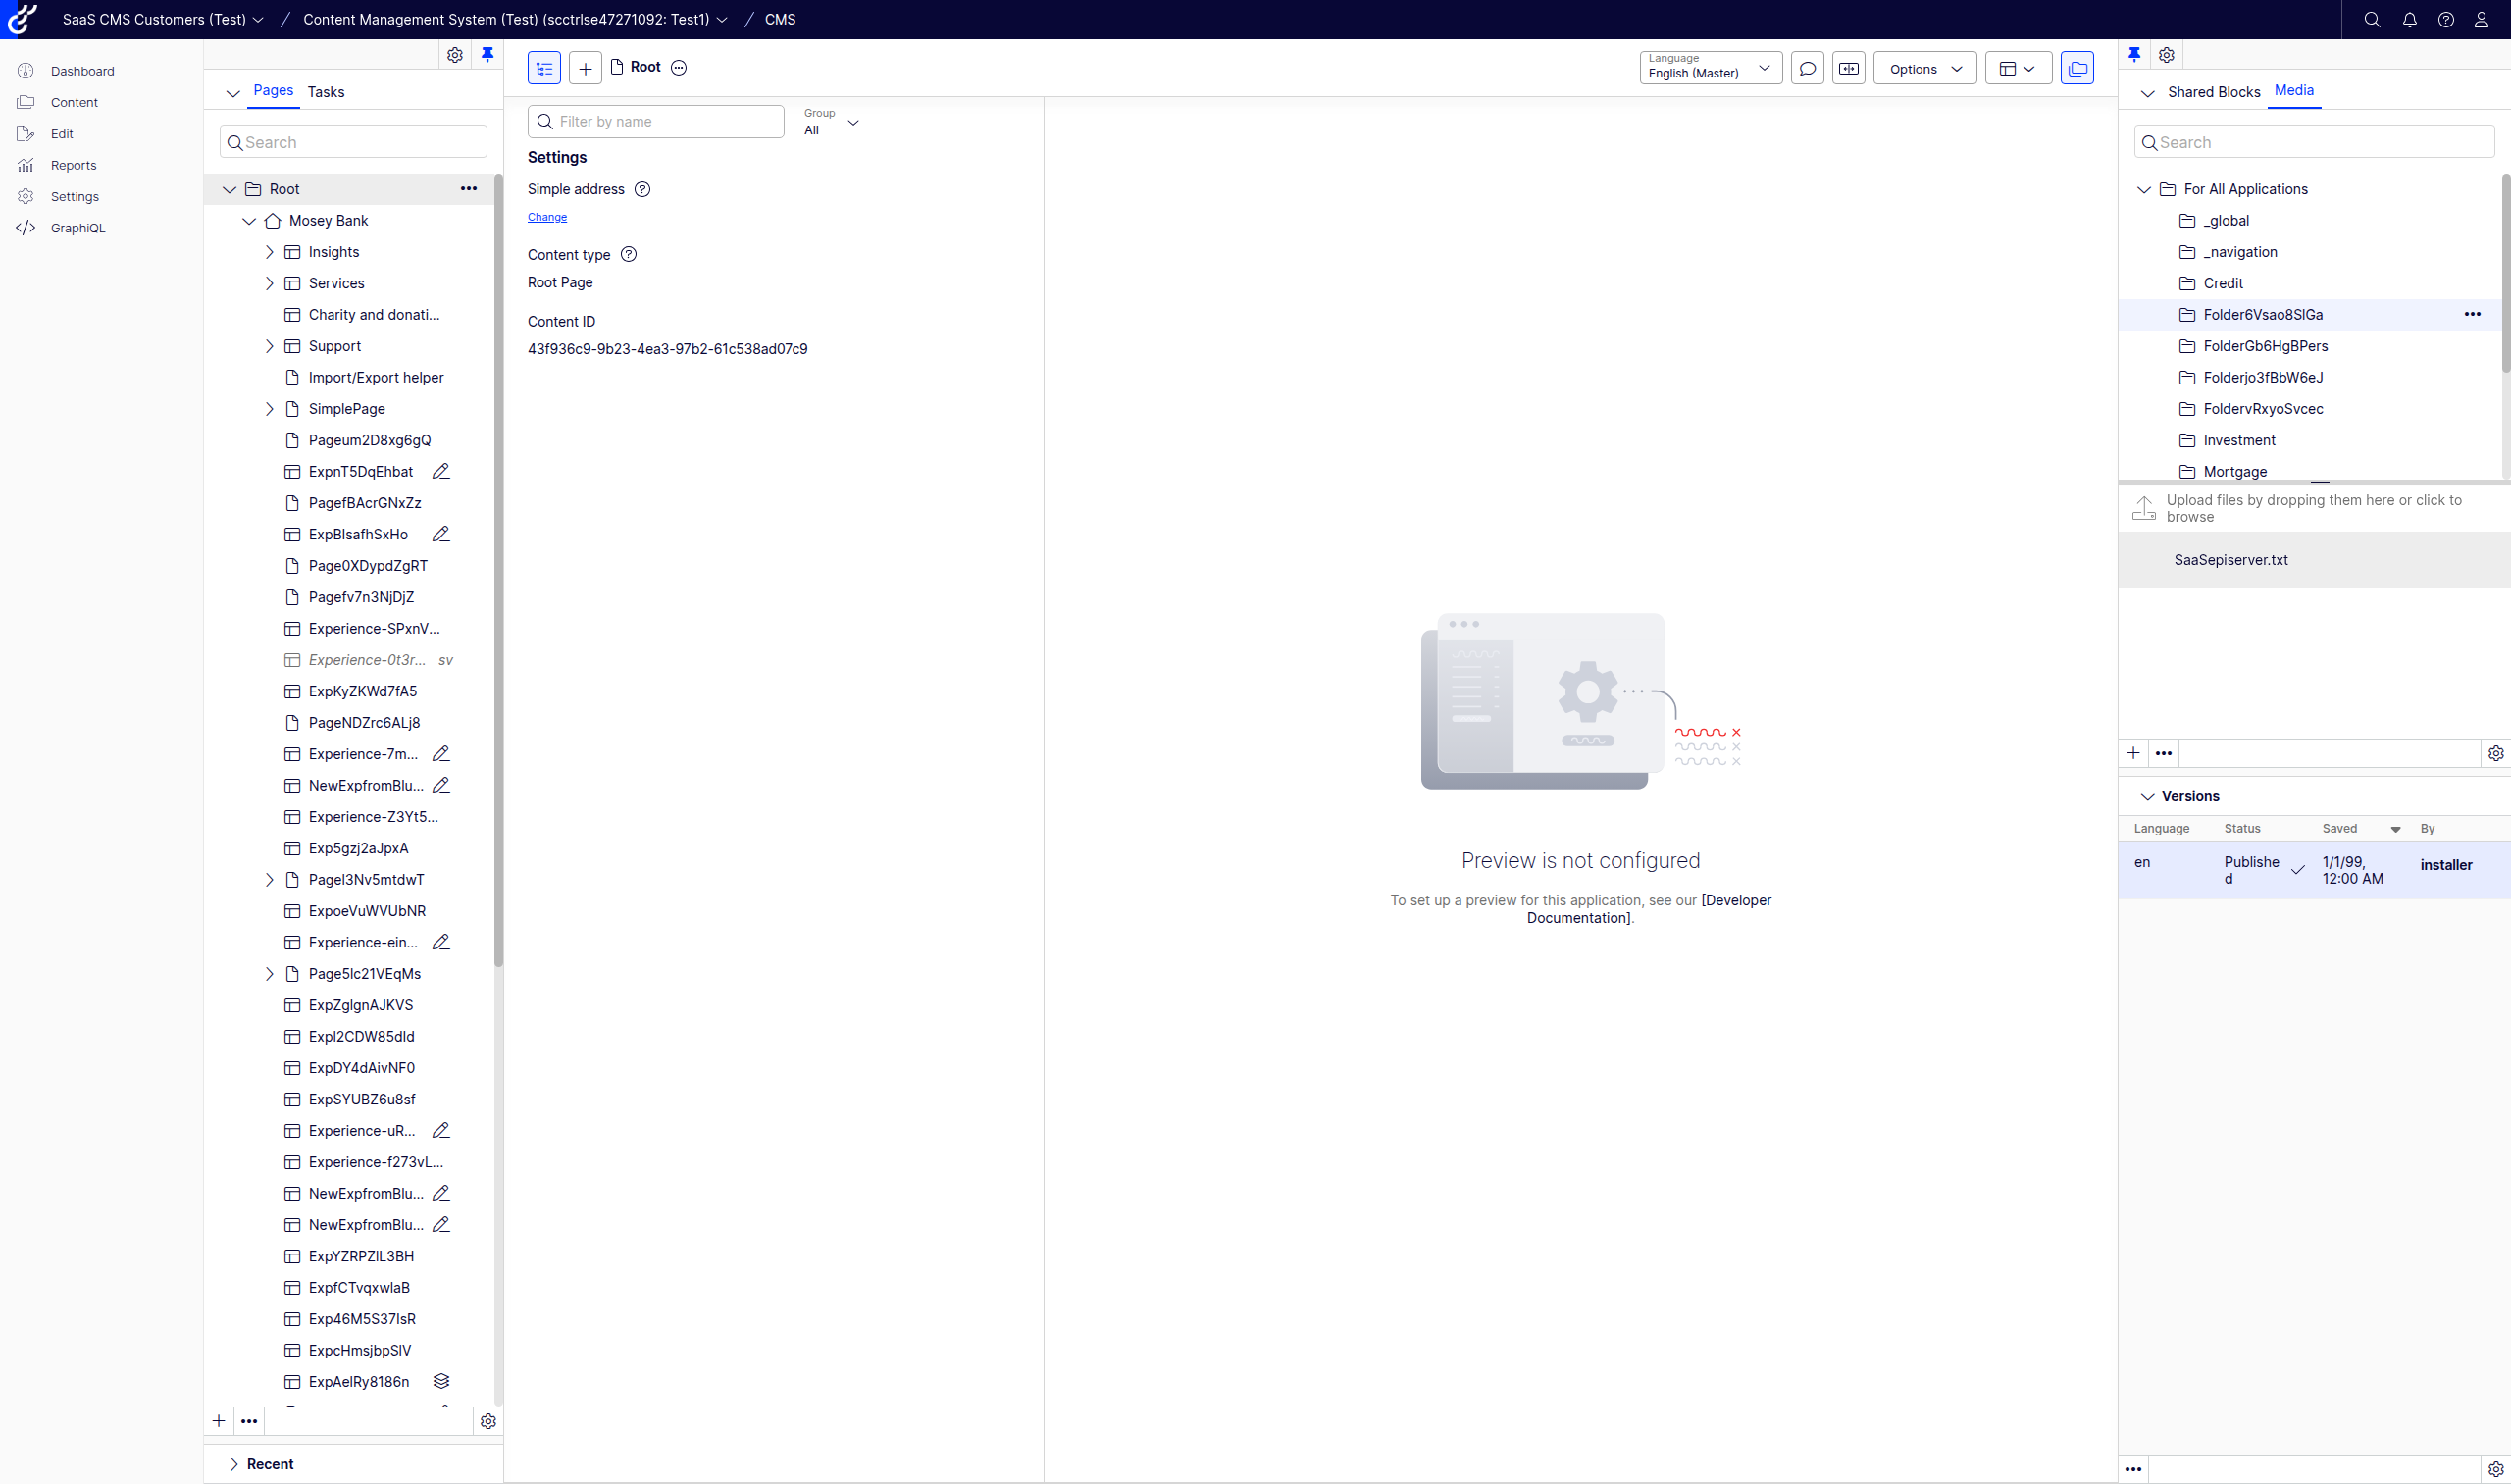 SaaS CMS Customers (Test) / Content Management System (Test) (scctrlse47271092: Test1) / CMS
Dashboard
Content
Edit
Reports
Settings
GraphiQL
Pages Tasks
Search
Root
Mosey Bank
Insights
Services
Charity and donati...
Support
Import/Export helper
SimplePage
Pageum2D8xg6gQ
ExpnT5DqEhbat
PagefBAcrGNxZz
ExpBlsafhSxHo
Page0XDypdZgRT
Pagefv7n3NjDjZ
Experience-SPxnV...
Experience-0t3r... sv
ExpKyZKWd7fA5
PageNDZrc6ALj8
Experience-7m...
NewExpfromBlu...
Experience-Z3Yt5...
Exp5gzj2aJpxA
PageI3Nv5mtdwT
ExpoeVuWVUbNR
Experience-ein...
Page5lc21VEqMs
ExpZglgnAJKVS
ExpI2CDW85dId
ExpDY4dAivNF0
ExpSYUBZ6u8sf
Experience-uR...
Experience-f273vL...
NewExpfromBlu...
NewExpfromBlu...
ExpYZRPZIL3BH
ExpfCTvqxwlaB
Exp46M5S37IsR
ExpcHmsjbpSIV
ExpAelRy8186n
Recent
Root
Language
English (Master)
Options
Filter by name
Group
All
Settings
Simple address
Change
Content type
Root Page
Content ID
43f936c9-9b23-4ea3-97b2-61c538ad07c9
Preview is not configured
To set up a preview for this application, see our [Developer
Documentation].
Shared Blocks Media
Search
For All Applications
_global
_navigation
Credit
Folder6Vsao8SlGa
FolderGb6HgBPers
Folderjo3fBbW6eJ
FoldervRxyoSvcec
Investment
Mortgage
Upload files by dropping them here or click to
browse
SaaSepiserver.txt
Versions
Language Status Saved By
en Publishe 1/1/99, installer
d 12:00 AM